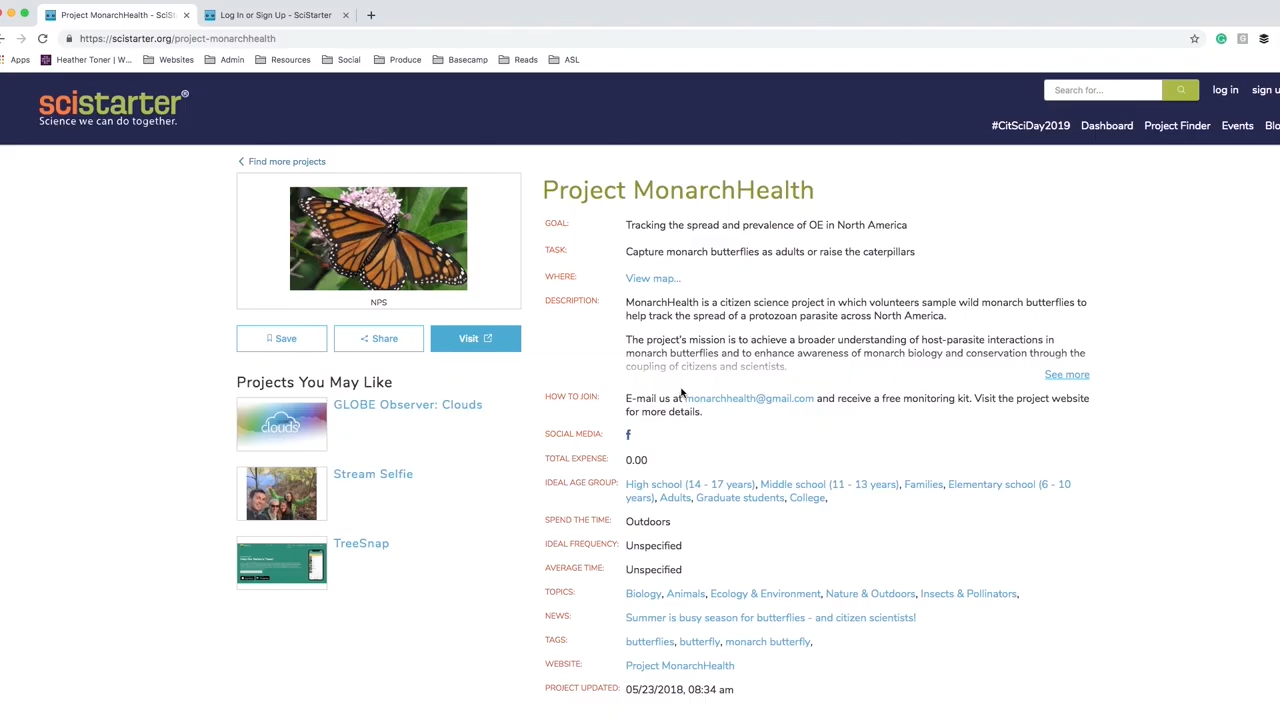 Project MonarchHealth - SciSt
Log In or Sign Up - SciStarter
https://scistarter.org/project-monarchhealth
Apps
Heather Toner | W...
Websites
Admin
Resources
Social
Produce
Basecamp
Reads
ASL
scistarter®
Science we can do together.
Search for...
log in
sign u
#CitSciDay2019
Dashboard
Project Finder
Events
Blo
Find more projects
NPS
Save
Share
Visit
Projects You May Like
clouds
GLOBE Observer: Clouds
Stream Selfie
TreeSnap
Project MonarchHealth
GOAL: Tracking the spread and prevalence of OE in North America
TASK: Capture monarch butterflies as adults or raise the caterpillars
WHERE: View map...
DESCRIPTION: MonarchHealth is a citizen science project in which volunteers sample wild monarch butterflies to
help track the spread of a protozoan parasite across North America.
The project's mission is to achieve a broader understanding of host-parasite interactions in
monarch butterflies and to enhance awareness of monarch biology and conservation through the
coupling of citizens and scientists.
See more
HOW TO JOIN: E-mail us at monarchhealth@gmail.com and receive a free monitoring kit. Visit the project website
for more details.
SOCIAL MEDIA: f
TOTAL EXPENSE: 0.00
IDEAL AGE GROUP: High school (14 - 17 years), Middle school (11 - 13 years), Families, Elementary school (6 - 10
years), Adults, Graduate students, College,
SPEND THE TIME: Outdoors
IDEAL FREQUENCY: Unspecified
AVERAGE TIME: Unspecified
TOPICS: Biology, Animals, Ecology & Environment, Nature & Outdoors, Insects & Pollinators,
NEWS: Summer is busy season for butterflies - and citizen scientists!
TAGS: butterflies, butterfly, monarch butterfly,
WEBSITE: Project MonarchHealth
PROJECT UPDATED: 05/23/2018, 08:34 am